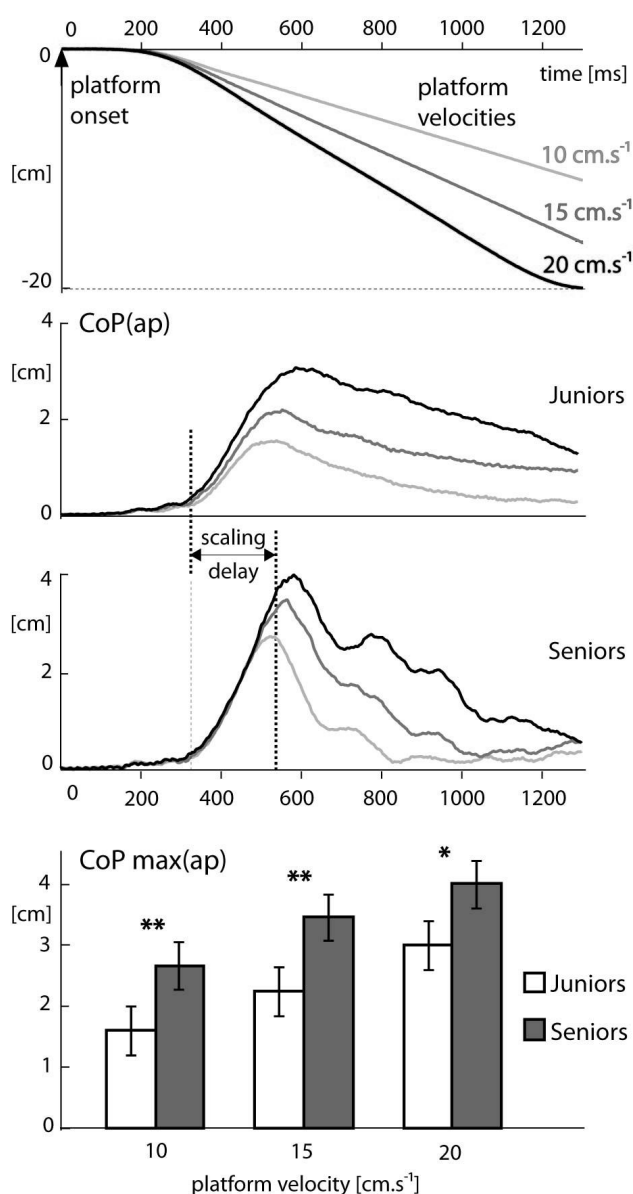 0
0 200 400 600 800 1000 1200
time [ms]
platform
onset
platform
velocities
10 cm.s⁻¹
[cm]
15 cm.s⁻¹
20 cm.s⁻¹
-20
4
CoP(ap)
[cm]
Juniors
2
0
scaling
delay
4
[cm]
Seniors
2
0
0 200 400 600 800 1000 1200
CoP max(ap)
4
[cm]
** ** *
3
2
1
0
Juniors
Seniors
10 15 20
platform velocity [cm.s⁻¹]